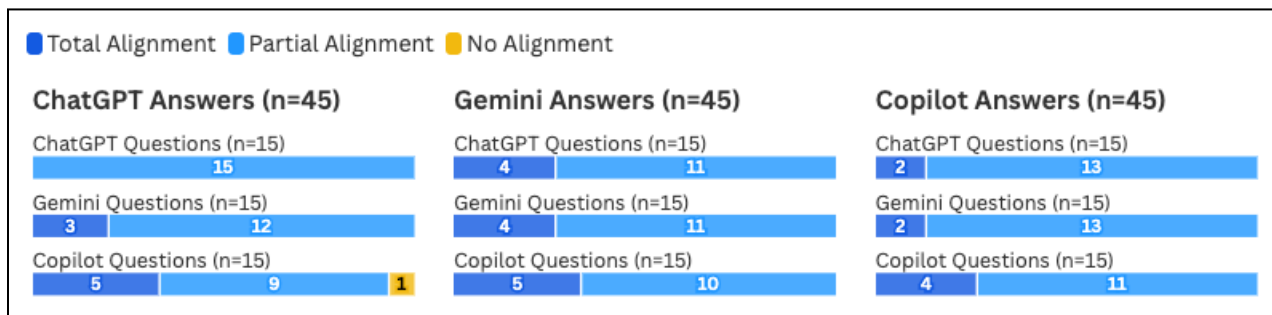 Total Alignment Partial Alignment No Alignment
ChatGPT Answers (n=45)
ChatGPT Questions (n=15)
15
Gemini Questions (n=15)
3 12
Copilot Questions (n=15)
5 9 1
Gemini Answers (n=45)
ChatGPT Questions (n=15)
4 11
Gemini Questions (n=15)
4 11
Copilot Questions (n=15)
5 10
Copilot Answers (n=45)
ChatGPT Questions (n=15)
2 13
Gemini Questions (n=15)
2 13
Copilot Questions (n=15)
4 11